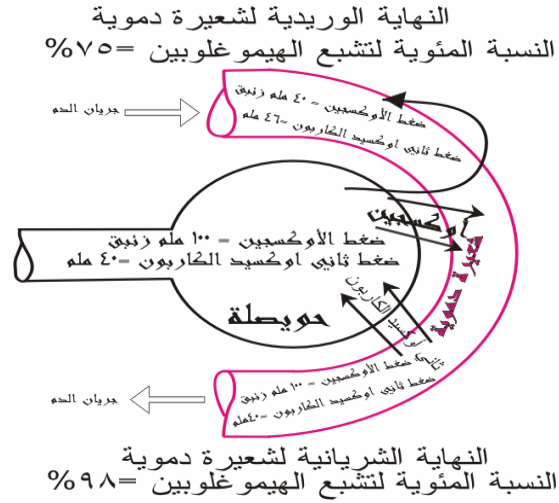 النهاية الوريدية لشعيرة دموية
النسبة المئوية لتشبع الهيموغلوبين =٧٥%
ضغط الأوكسجين = ٤٠ ملم زئبق
ضغط ثاني اوكسيد الكاربون =٤٦ ملم
جريان الدم
أوكسجين
ضغط الأوكسجين = ١٠٠ ملم زئبق
ضغط ثاني اوكسيد الكاربون =٤٠ ملم
شعيرة دموية
حويصلة
ثاني أوكسيد الكاربون
ضغط الأوكسجين = ١٠٠ ملم زئبق
ضغط ثاني اوكسيد الكاربون =٤٠ملم
جريان الدم
النهاية الشريانية لشعيرة دموية
النسبة المئوية لتشبع الهيموغلوبين =٩٨%